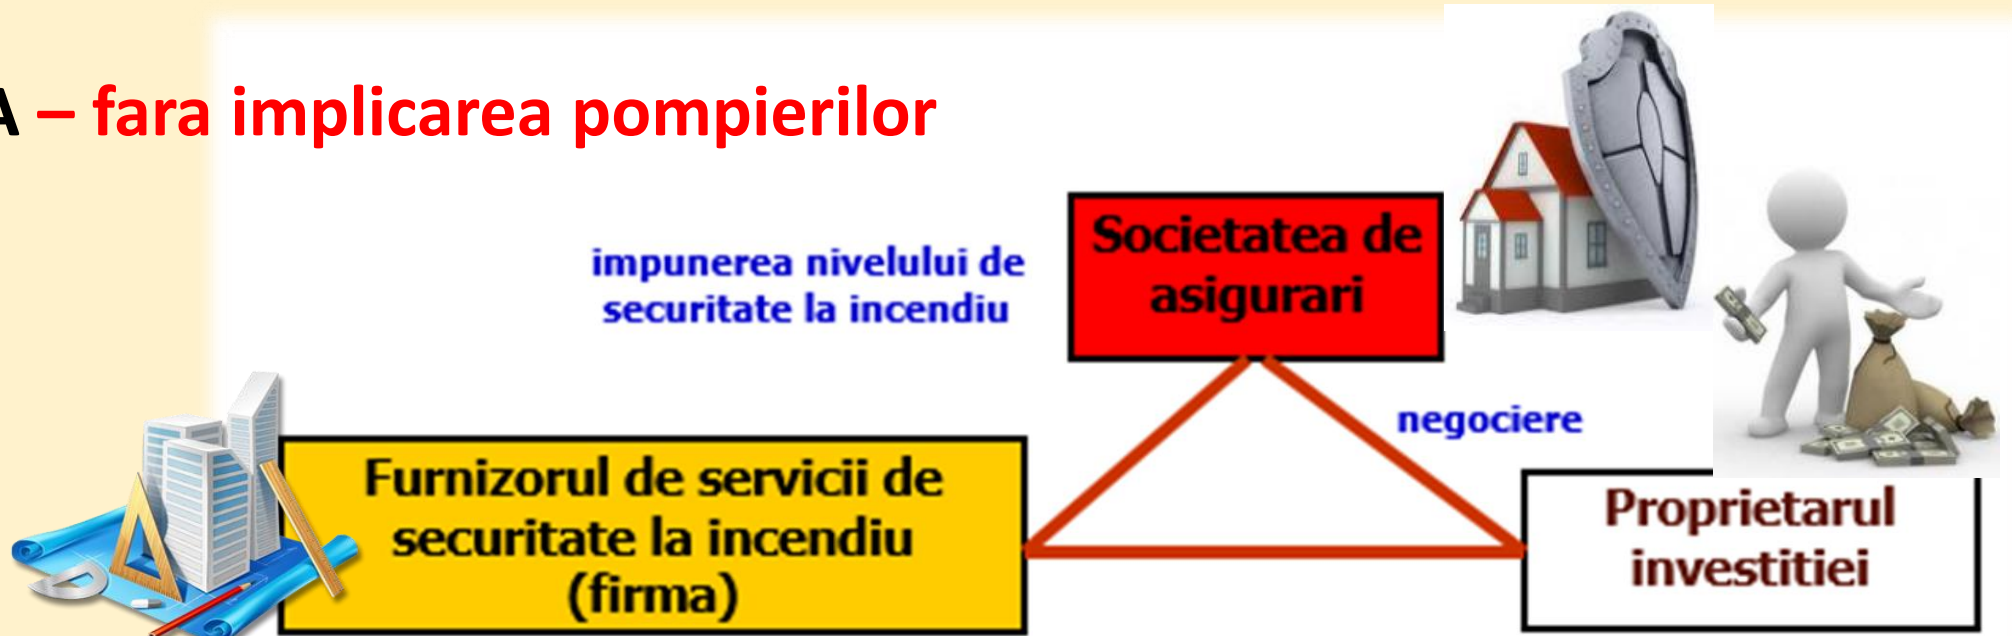 A – fara implicarea pompierilor
impunerea nivelului de
securitate la incendiu
Societatea de
asigurari
negociere
Furnizorul de servicii de
securitate la incendiu
(firma)
Proprietarul
investitiei